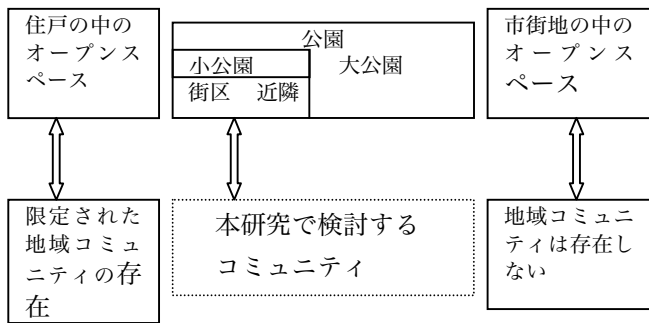 住戸の中の
オープンス
ペース
公園
小公園
大公園
街区 近隣
市街地の中の
オープンス
ペース
限定された
地域コミュ
ニティの存
在
本研究で検討する
コミュニティ
地域コミュニ
ティは存在し
ない